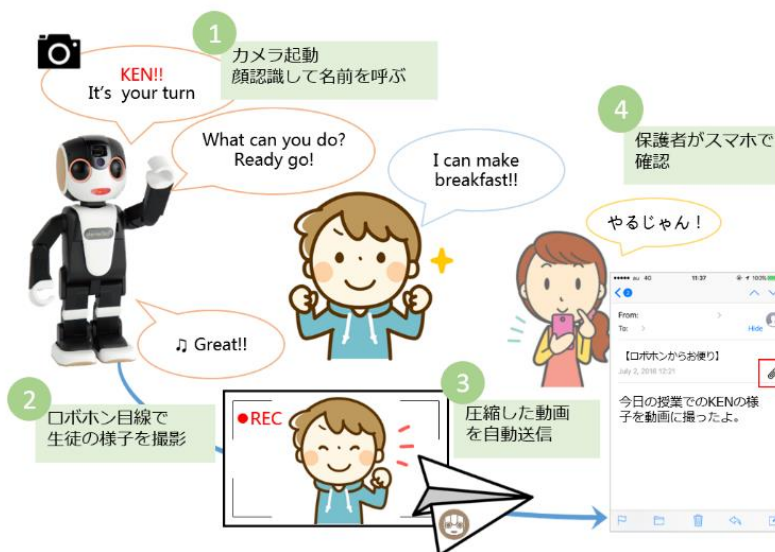 1
カメラ起動
顔認識して名前を呼ぶ
KEN!!
It's your turn
What can you do?
Ready go!
I can make
breakfast!!
♫ Great!!
2
ロボホン目線で
生徒の様子を撮影
●REC
3
圧縮した動画
を自動送信
4
保護者がスマホで
確認
やるじゃん！
au 4G
11:37
100%
From:
To:
Hide
【ロボホンからお便り】
July 2, 2016 12:21
今日の授業でのKENの様
子を動画に撮ったよ。